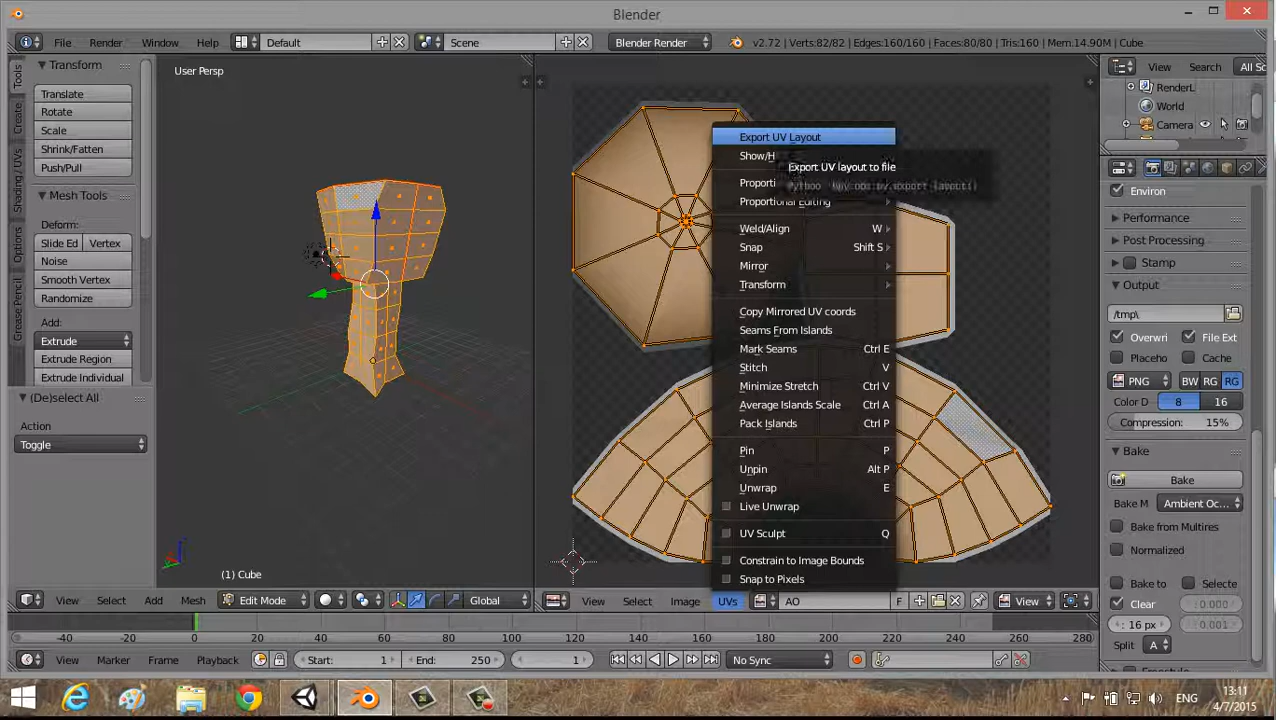 Blender
File Render Window Help Default Scene Blender Render v2.72 | Verts:82/82 | Edges:160/160 | Faces:80/80 | Tris:160 | Mem:14.90M | Cube
Tools
Create
Shading / UVs
Options
Grease Pencil
Transform
Translate
Rotate
Scale
Shrink/Fatten
Push/Pull
Mesh Tools
Deform:
Slide Ed Vertex
Noise
Smooth Vertex
Randomize
Add:
Extrude
Extrude Region
Extrude Individual
(De)select All
Action
Toggle
User Persp
(1) Cube
View Select Add Mesh Edit Mode Global
Export UV Layout
Show/H
Export UV layout to file
Proporti
Proportional Editing
Weld/Align W
Snap Shift S
Mirror
Transform
Copy Mirrored UV coords
Seams From Islands
Mark Seams Ctrl E
Stitch V
Minimize Stretch Ctrl V
Average Islands Scale Ctrl A
Pack Islands Ctrl P
Pin P
Unpin Alt P
Unwrap E
Live Unwrap
UV Sculpt Q
Constrain to Image Bounds
Snap to Pixels
View Select Image UVs AO F View
View Search All Sc
RenderL
World
Camera
Environ
Performance
Post Processing
Stamp
Output
/tmp\
Overwri File Ext
Placeho Cache
PNG BW RG RG
Color D 8 16
Compression: 15%
Bake
Bake
Bake M Ambient Oc...
Bake from Multires
Normalized
Bake to Selecte
Clear 0.000
: 16 px 0.001
Split A
-40 -20 0 20 40 60 80 100 120 140 160 180 200 220 240 260 280
View Marker Frame Playback Start: 1 End: 250 1 No Sync
ENG
13:11
4/7/2015